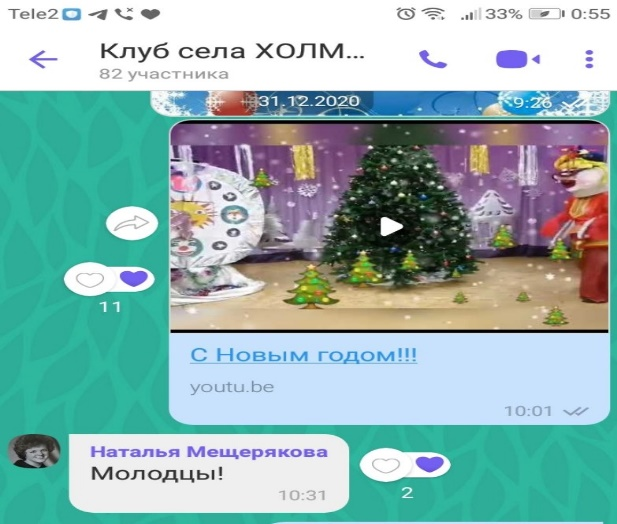 Tele2 33% 0:55
Клуб села ХОЛМ...
82 участника
31.12.2020
9:26
11
С Новым годом!!!
youtu.be
10:01
Наталья Мещерякова
Молодцы!
10:31
2